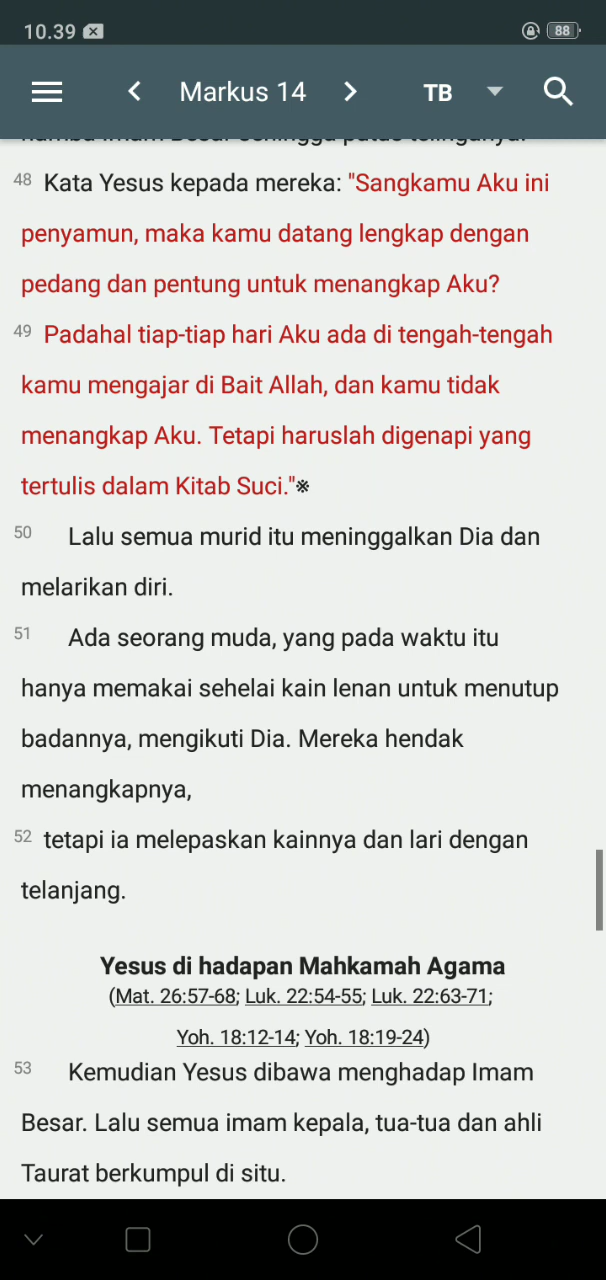 10.39
88
Markus 14
TB
48 Kata Yesus kepada mereka: "Sangkamu Aku ini
penyamun, maka kamu datang lengkap dengan
pedang dan pentung untuk menangkap Aku?
49 Padahal tiap-tiap hari Aku ada di tengah-tengah
kamu mengajar di Bait Allah, dan kamu tidak
menangkap Aku. Tetapi haruslah digenapi yang
tertulis dalam Kitab Suci."※
50 Lalu semua murid itu meninggalkan Dia dan
melarikan diri.
51 Ada seorang muda, yang pada waktu itu
hanya memakai sehelai kain lenan untuk menutup
badannya, mengikuti Dia. Mereka hendak
menangkapnya,
52 tetapi ia melepaskan kainnya dan lari dengan
telanjang.
Yesus di hadapan Mahkamah Agama
(Mat. 26:57-68; Luk. 22:54-55; Luk. 22:63-71;
Yoh. 18:12-14; Yoh. 18:19-24)
53 Kemudian Yesus dibawa menghadap Imam
Besar. Lalu semua imam kepala, tua-tua dan ahli
Taurat berkumpul di situ.